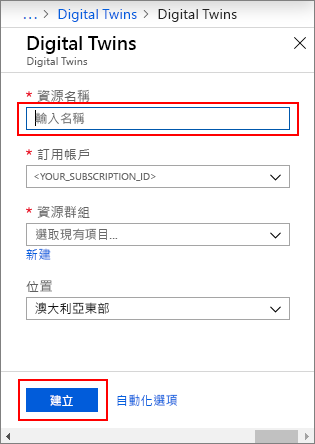 ... > Digital Twins > Digital Twins
Digital Twins
Digital Twins
* 資源名稱
輸入名稱
* 訂用帳戶
<YOUR_SUBSCRIPTION_ID>
* 資源群組
選取現有項目...
新建
位置
澳大利亞東部
建立 自動化選項